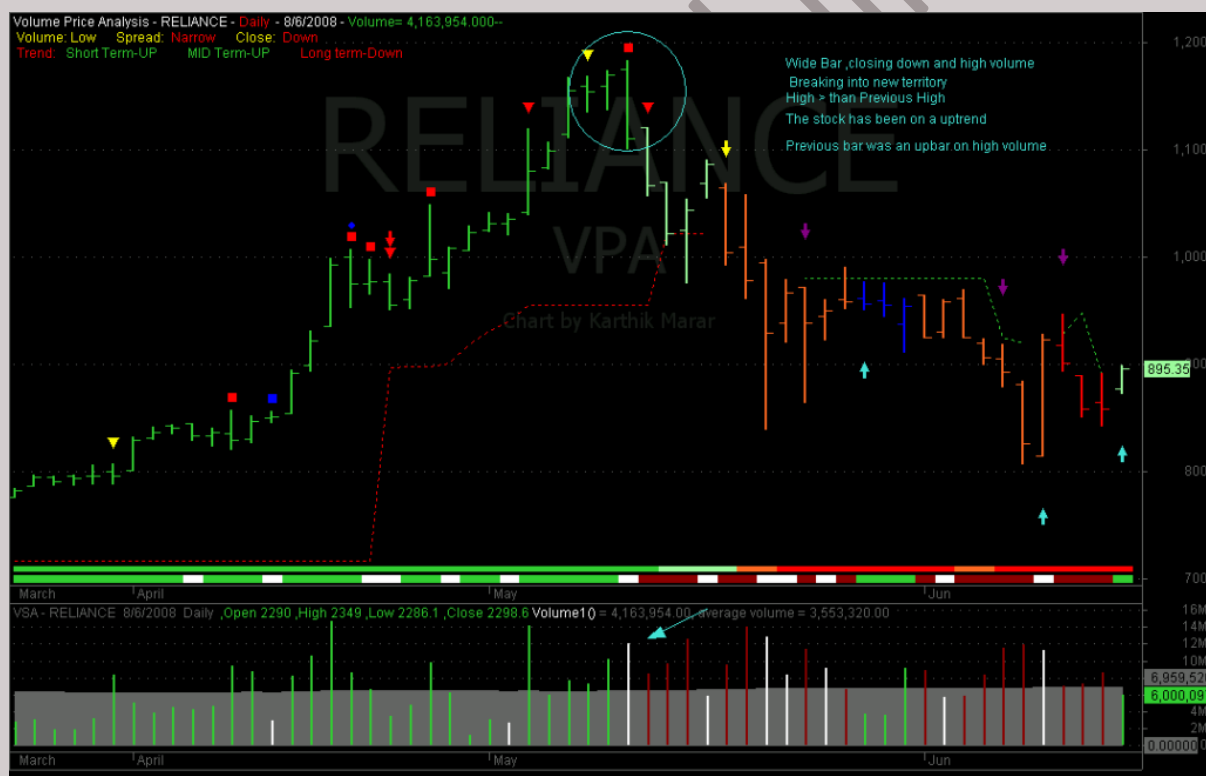 Volume Price Analysis - RELIANCE - Daily - 8/6/2008 - Volume= 4,163,954.000--
Volume: Low Spread: Narrow Close: Down
Trend: Short Term-UP MID Term-UP Long term-Down
1,200
Wide Bar ,closing down and high volume
Breaking into new territory
High > than Previous High
The stock has been on a uptrend
Previous bar was an upbar on high volume
RELIANCE
VPA
Chart by Karthik Marar
1,100
1,000
895.35
800
700
March April May Jun
VSA - RELIANCE 8/6/2008 Daily ,Open 2290 ,High 2349 ,Low 2286.1 ,Close 2298.6 Volume1() = 4,163,954.00, average volume = 3,553,320.00
16M
14M
12M
10M
6,959,52
6,000,09
4M
2M
0.00000
March April May Jun